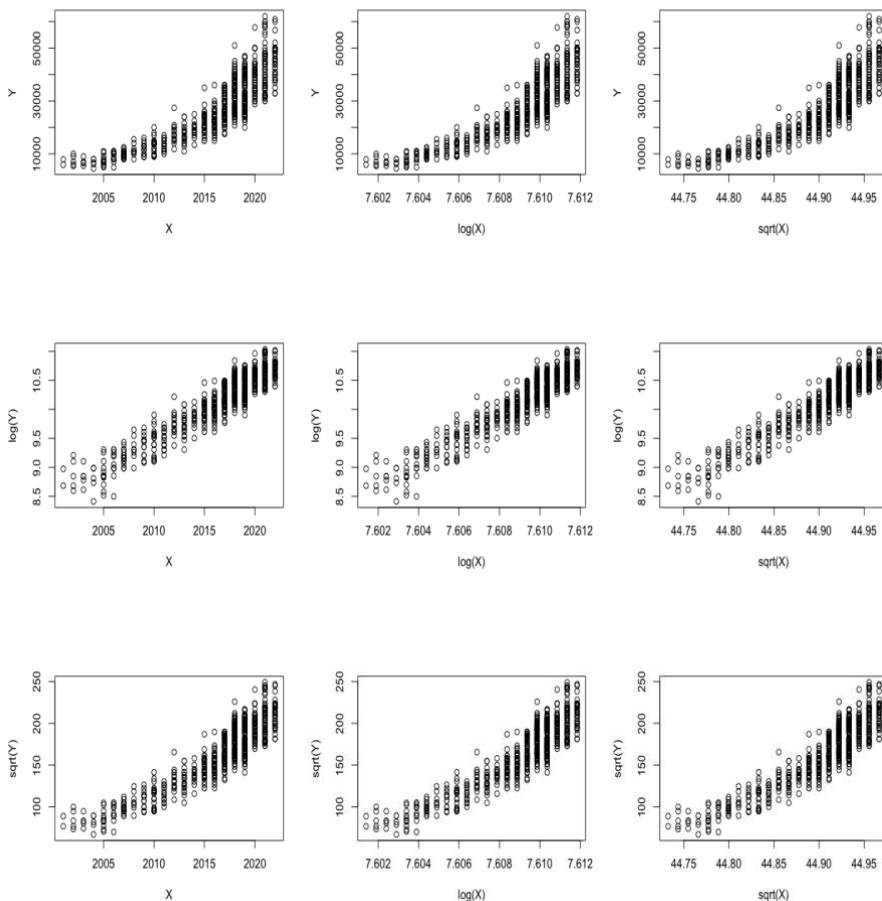 Y
10000 30000 50000
2005 2010 2015 2020
X
Y
10000 30000 50000
7.602 7.604 7.606 7.608 7.610 7.612
log(X)
Y
10000 30000 50000
44.75 44.80 44.85 44.90 44.95
sqrt(X)
log(Y)
8.5 9.0 9.5 10.5
2005 2010 2015 2020
X
log(Y)
8.5 9.0 9.5 10.5
7.602 7.604 7.606 7.608 7.610 7.612
log(X)
log(Y)
8.5 9.0 9.5 10.5
44.75 44.80 44.85 44.90 44.95
sqrt(X)
sqrt(Y)
100 150 200 250
2005 2010 2015 2020
X
sqrt(Y)
100 150 200 250
7.602 7.604 7.606 7.608 7.610 7.612
log(X)
sqrt(Y)
100 150 200 250
44.75 44.80 44.85 44.90 44.95
sqrt(X)